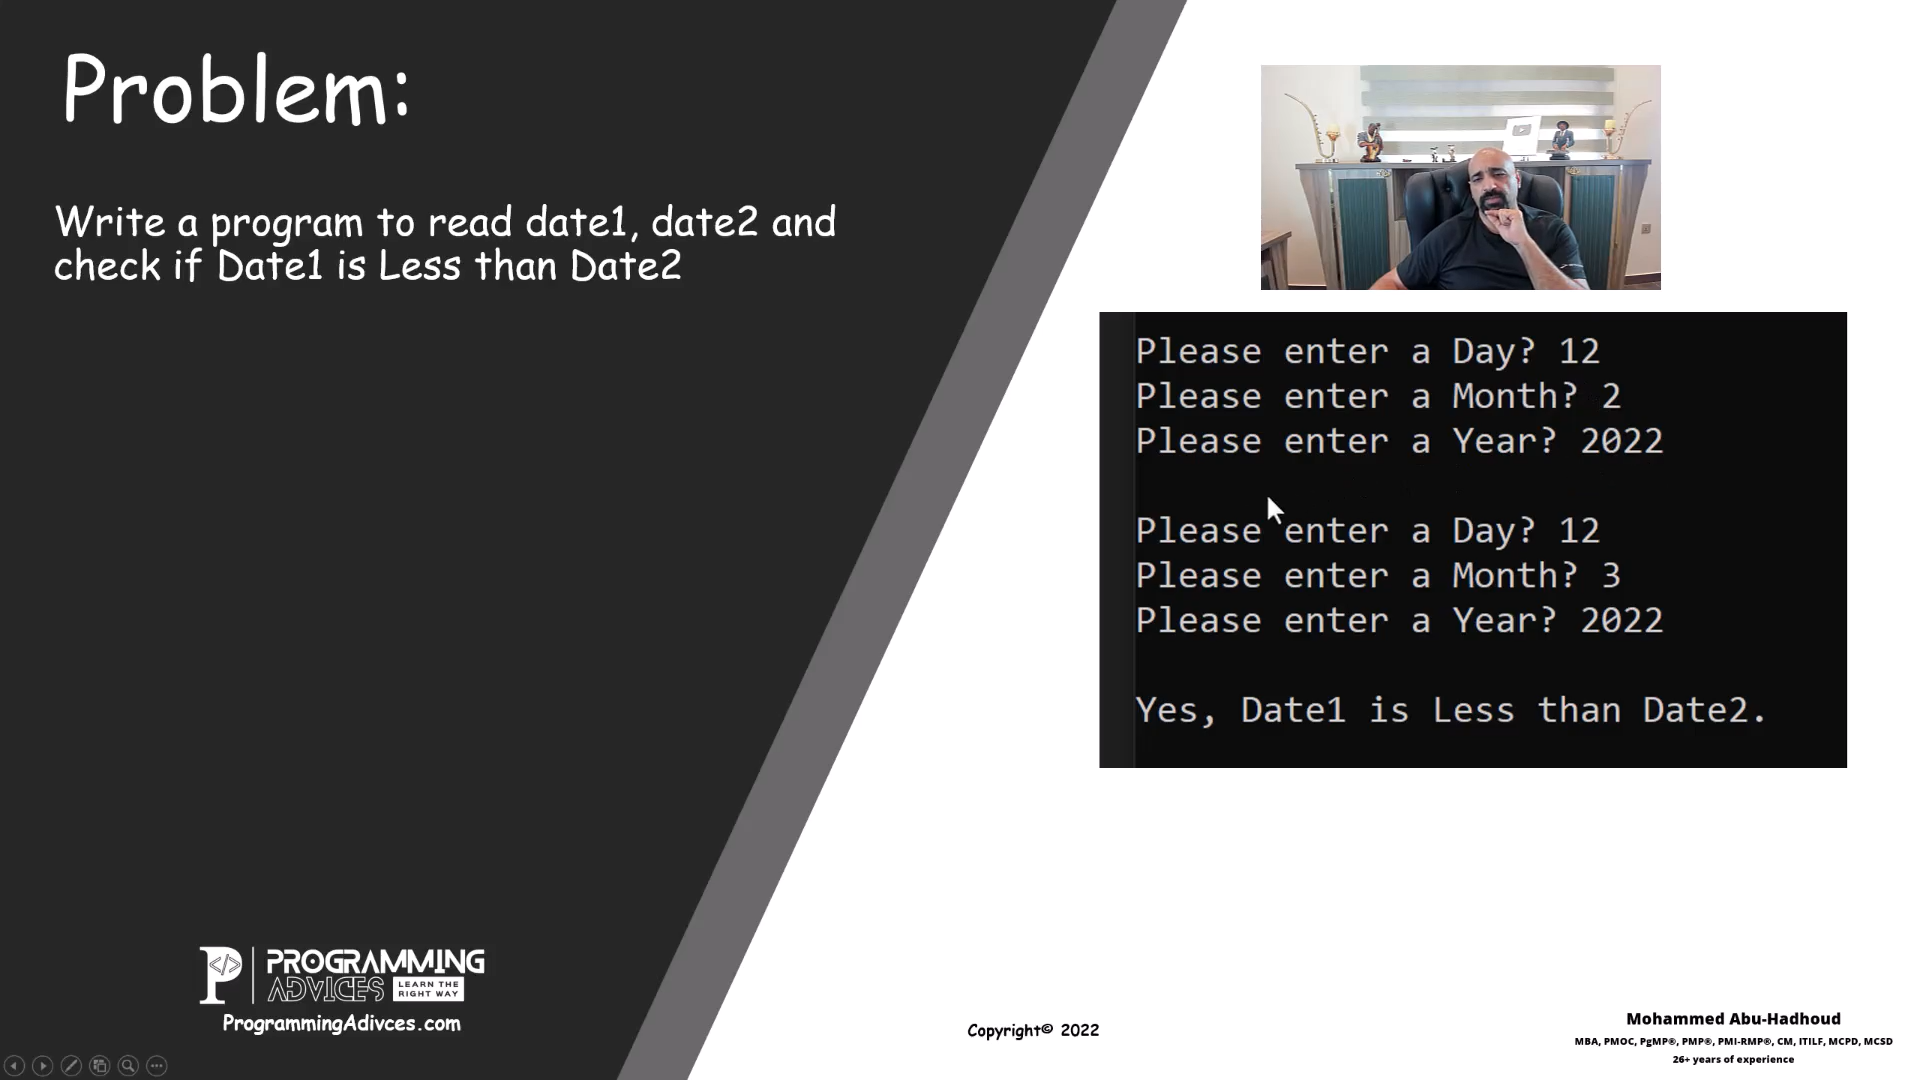 Problem:
Write a program to read date1, date2 and
check if Date1 is Less than Date2
Please enter a Day? 12
Please enter a Month? 2
Please enter a Year? 2022
Please enter a Day? 12
Please enter a Month? 3
Please enter a Year? 2022
Yes, Date1 is Less than Date2.
P </>
PROGRAMMING
ADVICES
LEARN THE
RIGHT WAY
ProgrammingAdivces.com
Copyright© 2022
Mohammed Abu-Hadhoud
MBA, PMOC, PgMP®, PMP®, PMI-RMP®, CM, ITILF, MCPD, MCSD
26+ years of experience